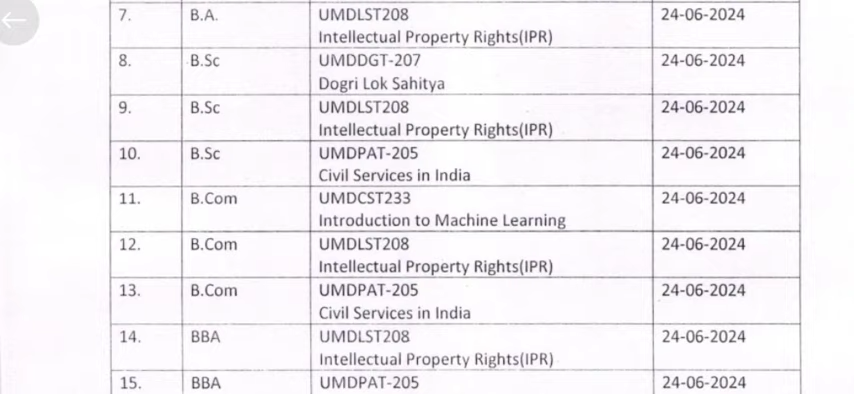 7. B.A. UMDLST208 24-06-2024
Intellectual Property Rights(IPR)
8. B.Sc UMDDGT-207 24-06-2024
Dogri Lok Sahitya
9. B.Sc UMDLST208 24-06-2024
Intellectual Property Rights(IPR)
10. B.Sc UMDPAT-205 24-06-2024
Civil Services in India
11. B.Com UMDCST233 24-06-2024
Introduction to Machine Learning
12. B.Com UMDLST208 24-06-2024
Intellectual Property Rights(IPR)
13. B.Com UMDPAT-205 24-06-2024
Civil Services in India
14. BBA UMDLST208 24-06-2024
Intellectual Property Rights(IPR)
15. BBA UMDPAT-205 24-06-2024